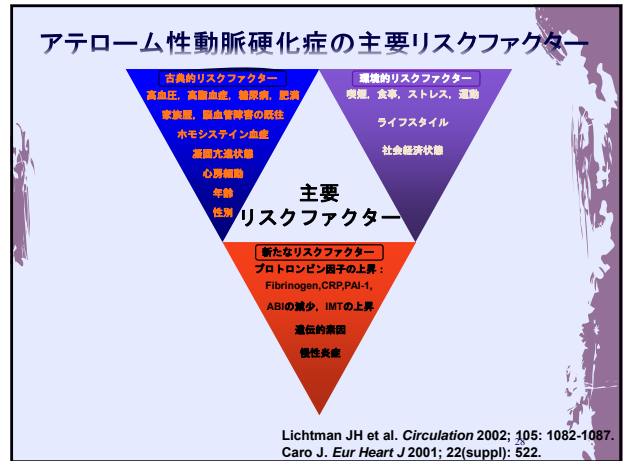 アテローム性動脈硬化症の主要リスクファクター
古典的リスクファクター
高血圧, 高脂血症, 糖尿病, 肥満
家族歴, 脳血管障害の既往
ホモシステイン血症
凝固亢進状態
心房細動
年齢
性別
環境的リスクファクター
喫煙, 食事, ストレス, 運動
ライフスタイル
社会経済状態
主要
リスクファクター
新たなリスクファクター
プロトロンビン因子の上昇：
Fibrinogen,CRP,PAI-1,
ABIの減少, IMTの上昇
遺伝的素因
慢性炎症
Lichtman JH et al. Circulation 2002; 105: 1082-1087.
Caro J. Eur Heart J 2001; 22(suppl): 522.
28